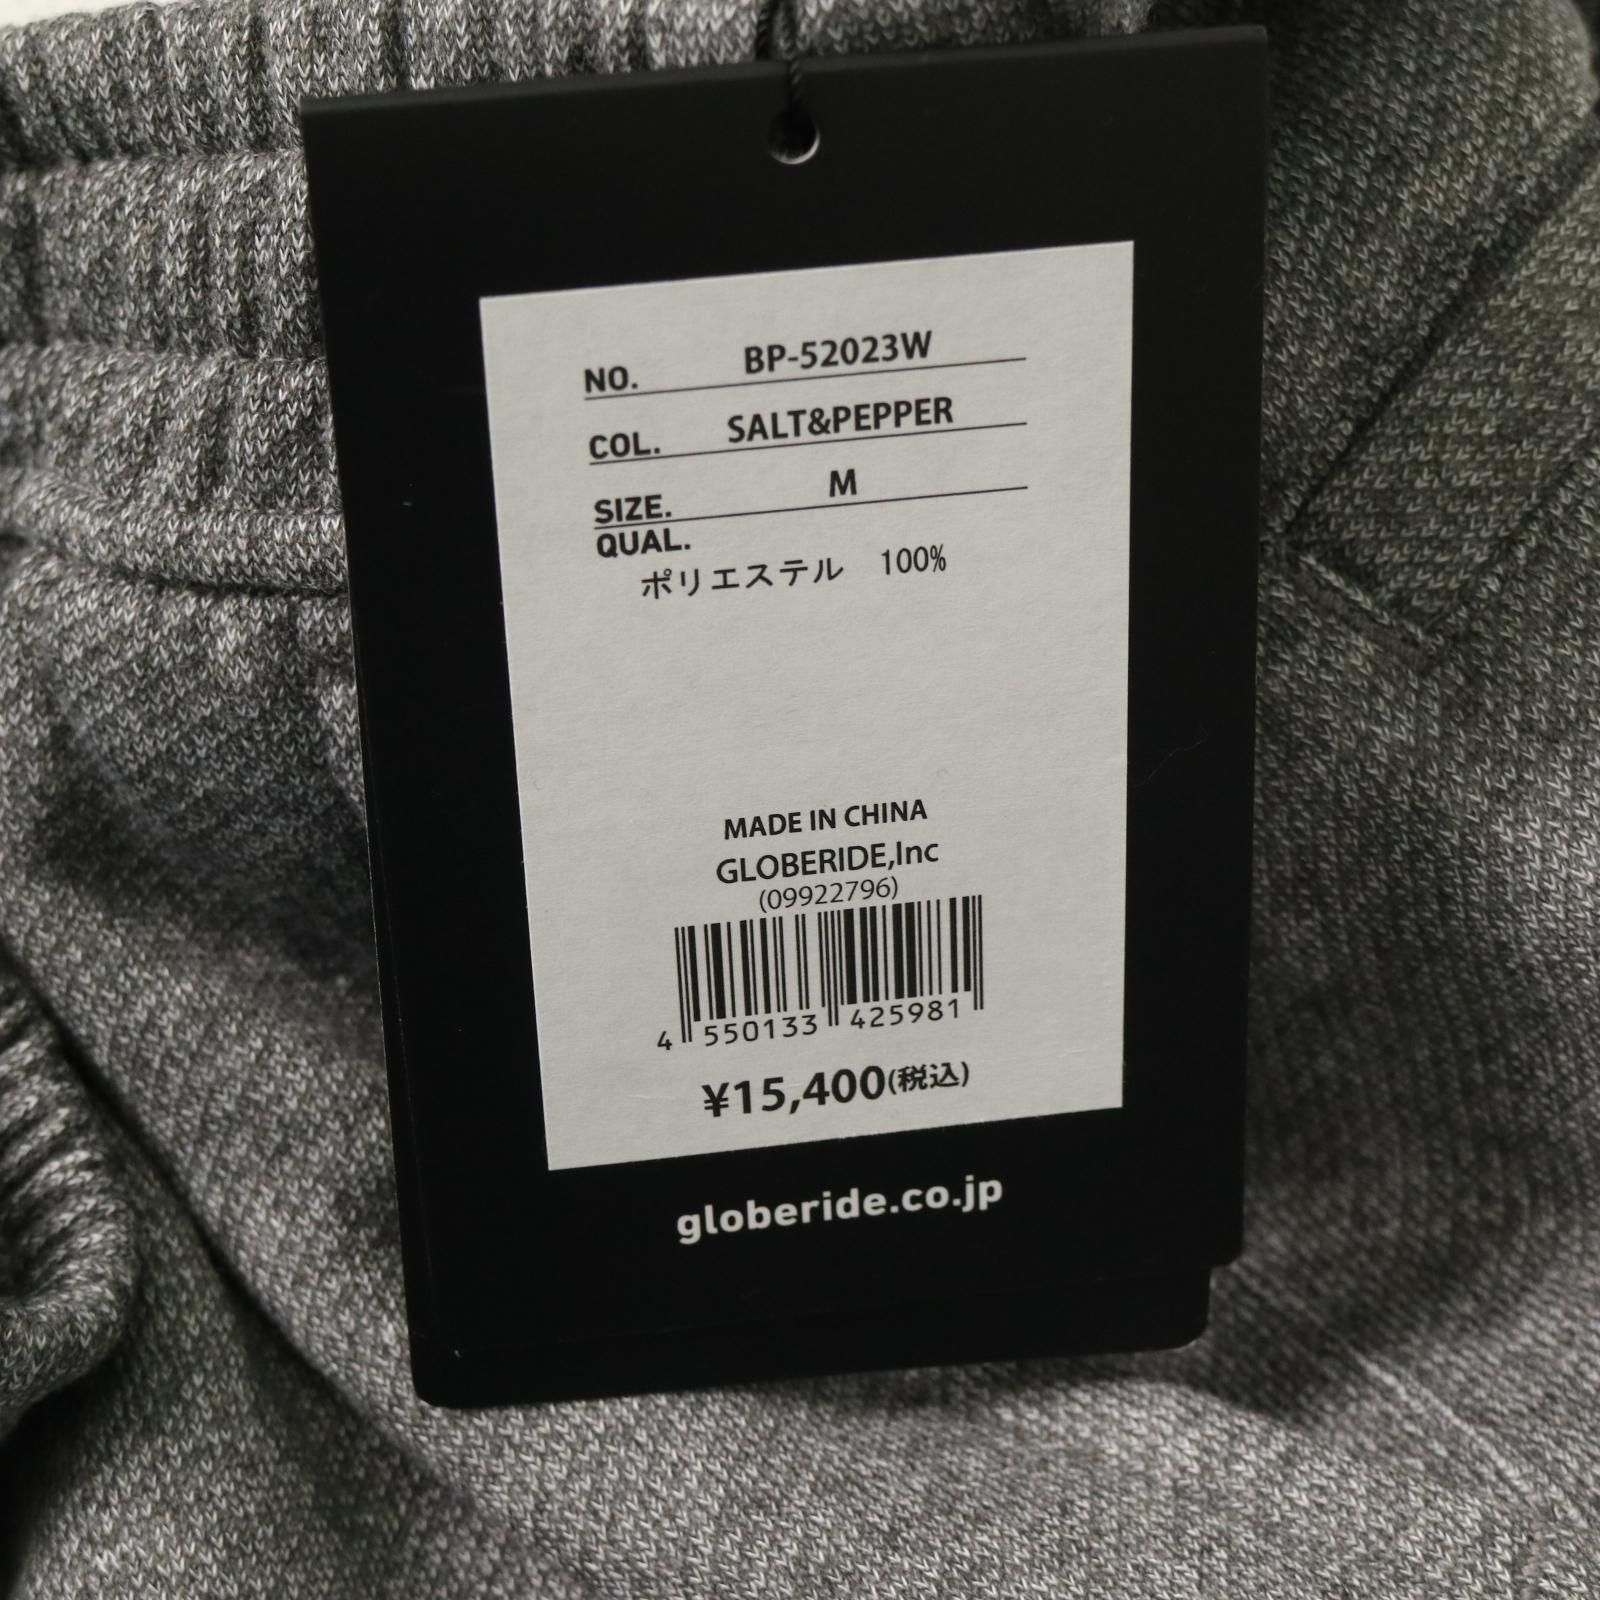 NO. BP-52023W
COL. SALT&PEPPER
SIZE. M
QUAL.
ポリエステル 100%
MADE IN CHINA
GLOBERIDE,Inc
(09922796)
4 550133 425981
¥15,400(税込)
globeride.co.jp